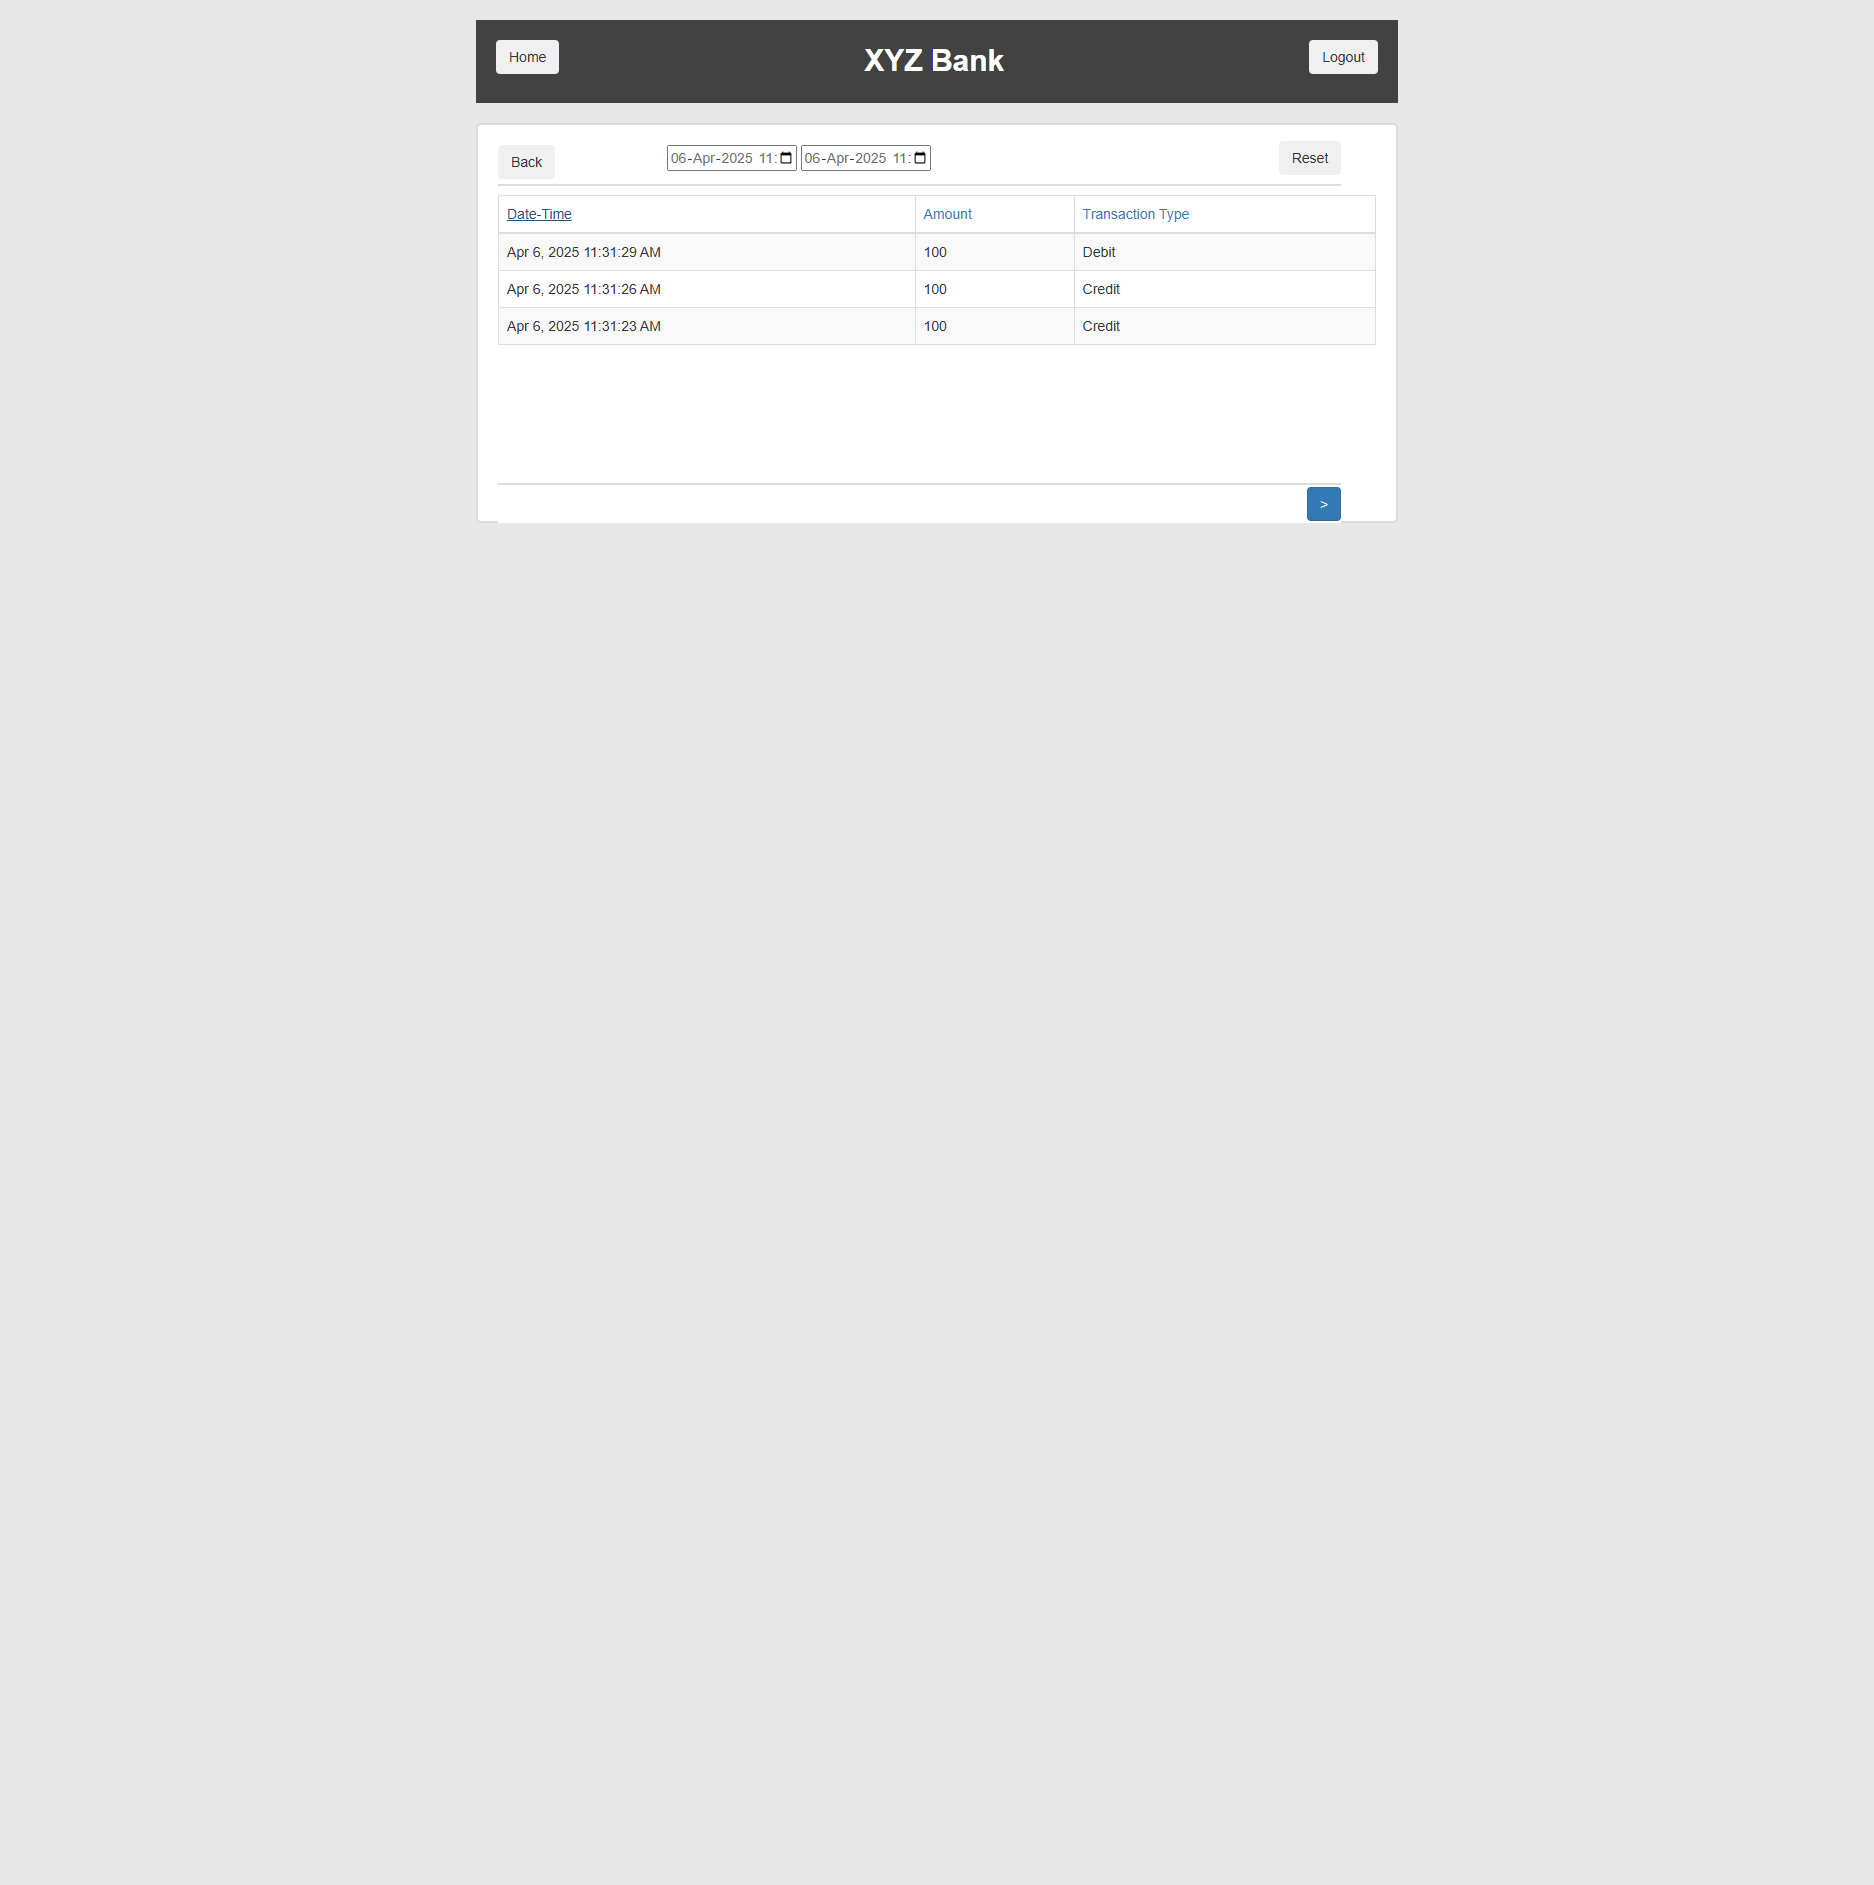 Home XYZ Bank Logout
Back 06-Apr-2025 11: 06-Apr-2025 11: Reset
Date-Time Amount Transaction Type
Apr 6, 2025 11:31:29 AM 100 Debit
Apr 6, 2025 11:31:26 AM 100 Credit
Apr 6, 2025 11:31:23 AM 100 Credit
>